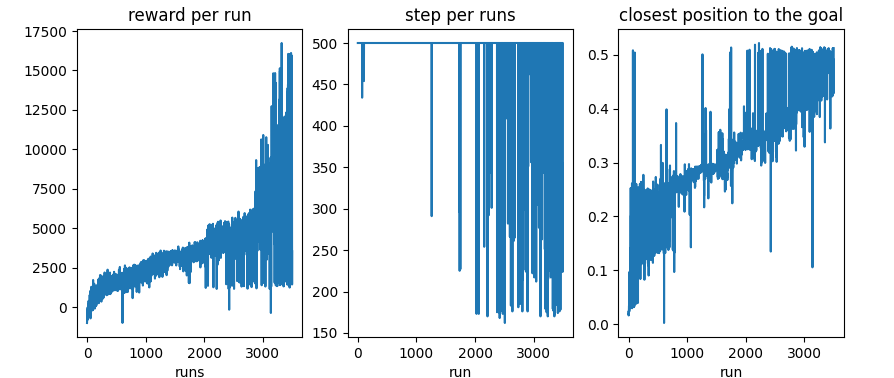 reward per run
17500
15000
12500
10000
7500
5000
2500
0
0 1000 2000 3000
runs
step per runs
500
450
400
350
300
250
200
150
0 1000 2000 3000
run
closest position to the goal
0.5
0.4
0.3
0.2
0.1
0.0
0 1000 2000 3000
run